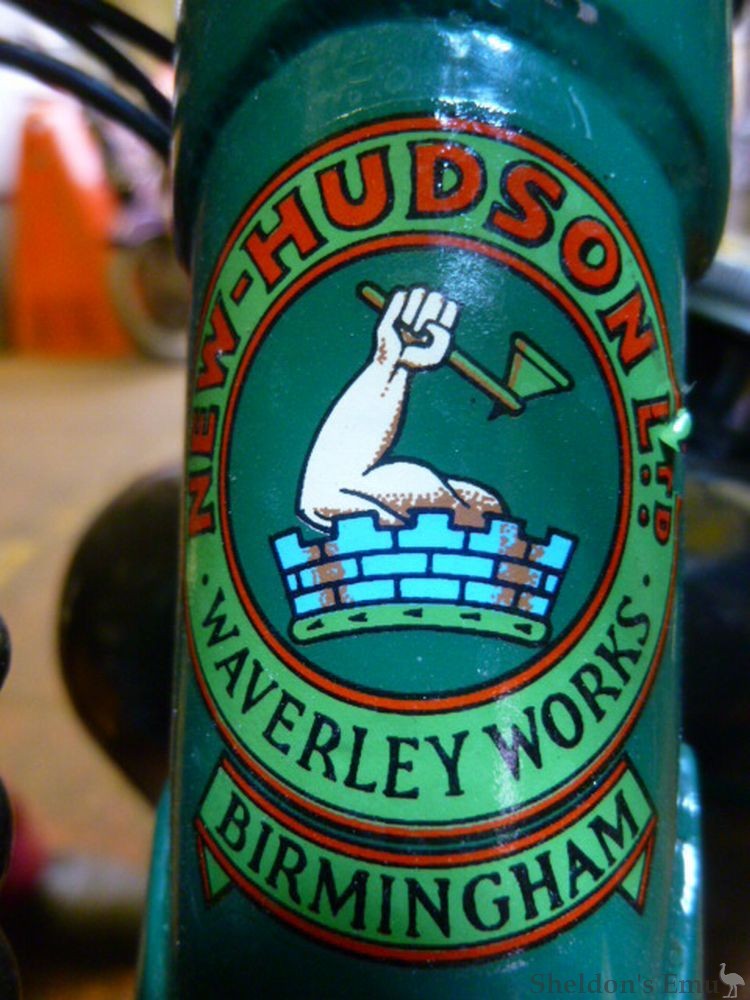 NEW-HUDSON LTD
WAVERLEY WORKS
BIRMINGHAM
Sheldon's Emu